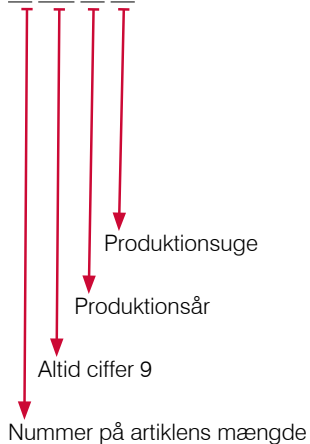 Produktionsuge
Produktionsår
Altid ciffer 9
Nummer på artiklens mængde